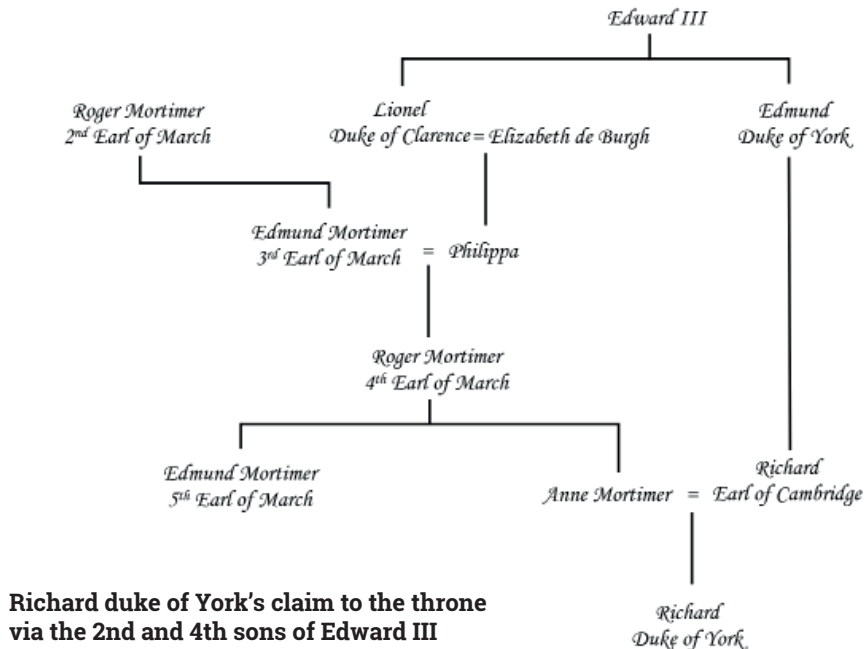 Edward III
Roger Mortimer
2nd Earl of March
Lionel
Duke of Clarence = Elizabeth de Burgh
Edmund
Duke of York
Edmund Mortimer
3rd Earl of March
= Philippa
Roger Mortimer
4th Earl of March
Edmund Mortimer
5th Earl of March
Anne Mortimer =
Richard
Earl of Cambridge
Richard duke of York's claim to the throne
via the 2nd and 4th sons of Edward III
Richard
Duke of York